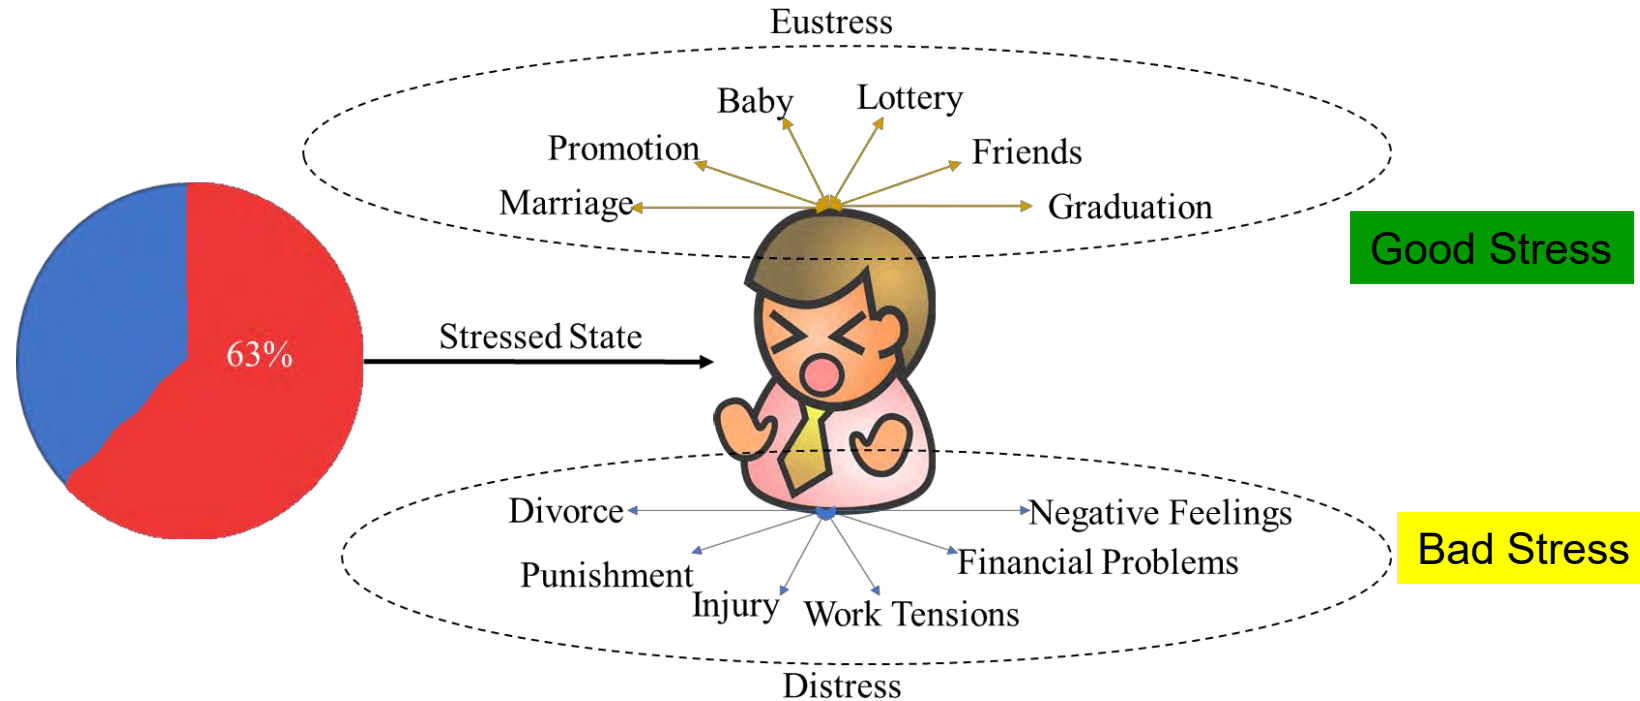 Eustress
Baby
Lottery
Promotion
Friends
Marriage
Graduation
Good Stress
Stressed State
63%
Divorce
Negative Feelings
Bad Stress
Punishment
Financial Problems
Injury
Work Tensions
Distress